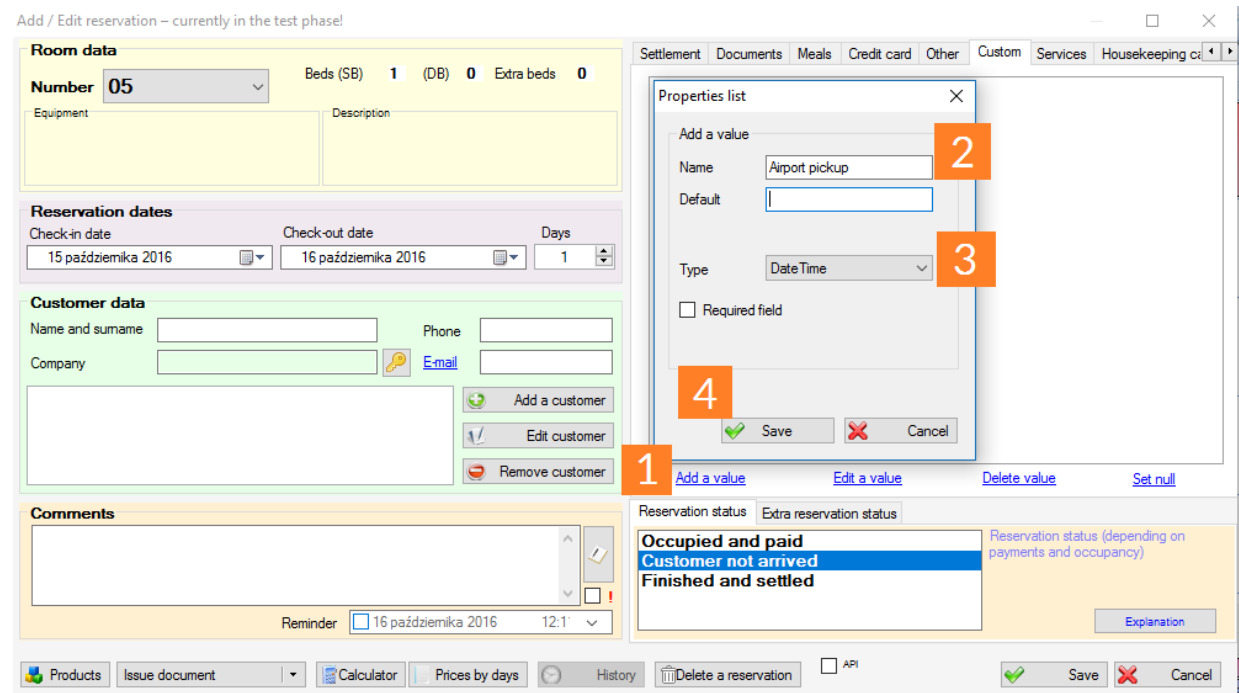 Add / Edit reservation – currently in the test phase!
Room data
Number 05
Beds (SB) 1 (DB) 0 Extra beds 0
Equipment
Description
Reservation dates
Check-in date
Check-out date
Days
15 października 2016
16 października 2016
1
Customer data
Name and surname
Phone
Company
E-mail
Add a customer
Edit customer
Remove customer
Comments
!
Reminder 16 października 2016 12:1
Settlement Documents Meals Credit card Other Custom Services Housekeeping ca
Properties list
Add a value
2
Name Airport pickup
Default
3
Type DateTime
Required field
4
Save Cancel
1
Add a value Edit a value Delete value Set null
Reservation status Extra reservation status
Occupied and paid
Customer not arrived
Finished and settled
Reservation status (depending on
payments and occupancy)
Explanation
Products Issue document Calculator Prices by days History Delete a reservation API Save Cancel